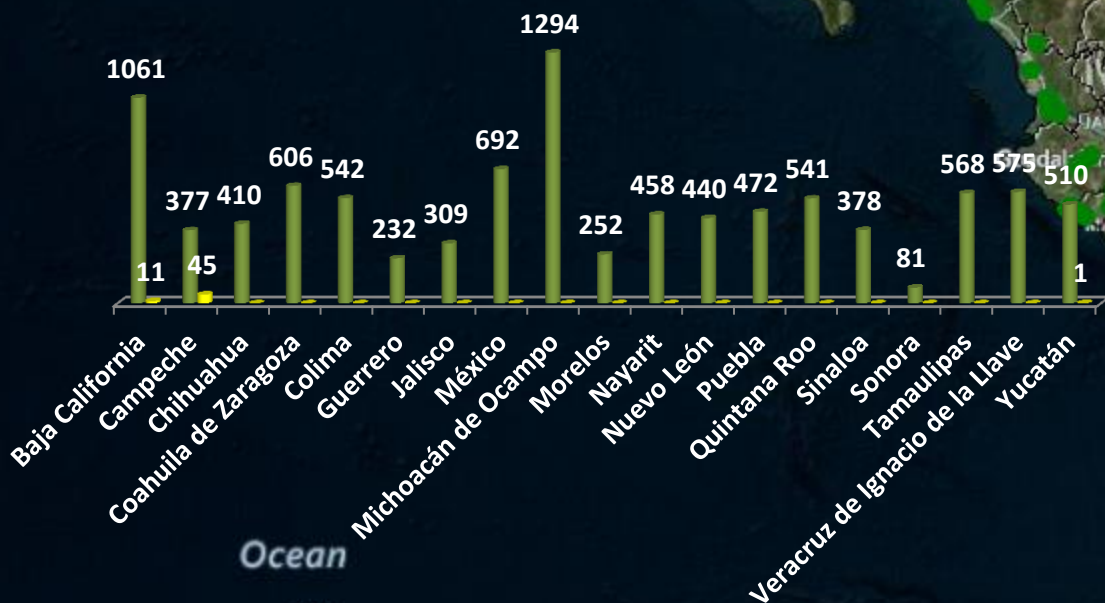 1294
1061
692
606
542
575
568
541
510
472
458
440
410
377
378
309
252
232
81
45
11
1
Baja California
Campeche
Chihuahua
Coahuila de Zaragoza
Colima
Guerrero
Jalisco
México
Michoacán de Ocampo
Morelos
Nayarit
Nuevo León
Puebla
Quintana Roo
Sinaloa
Sonora
Tamaulipas
Veracruz de Ignacio de la Llave
Yucatán
Ocean